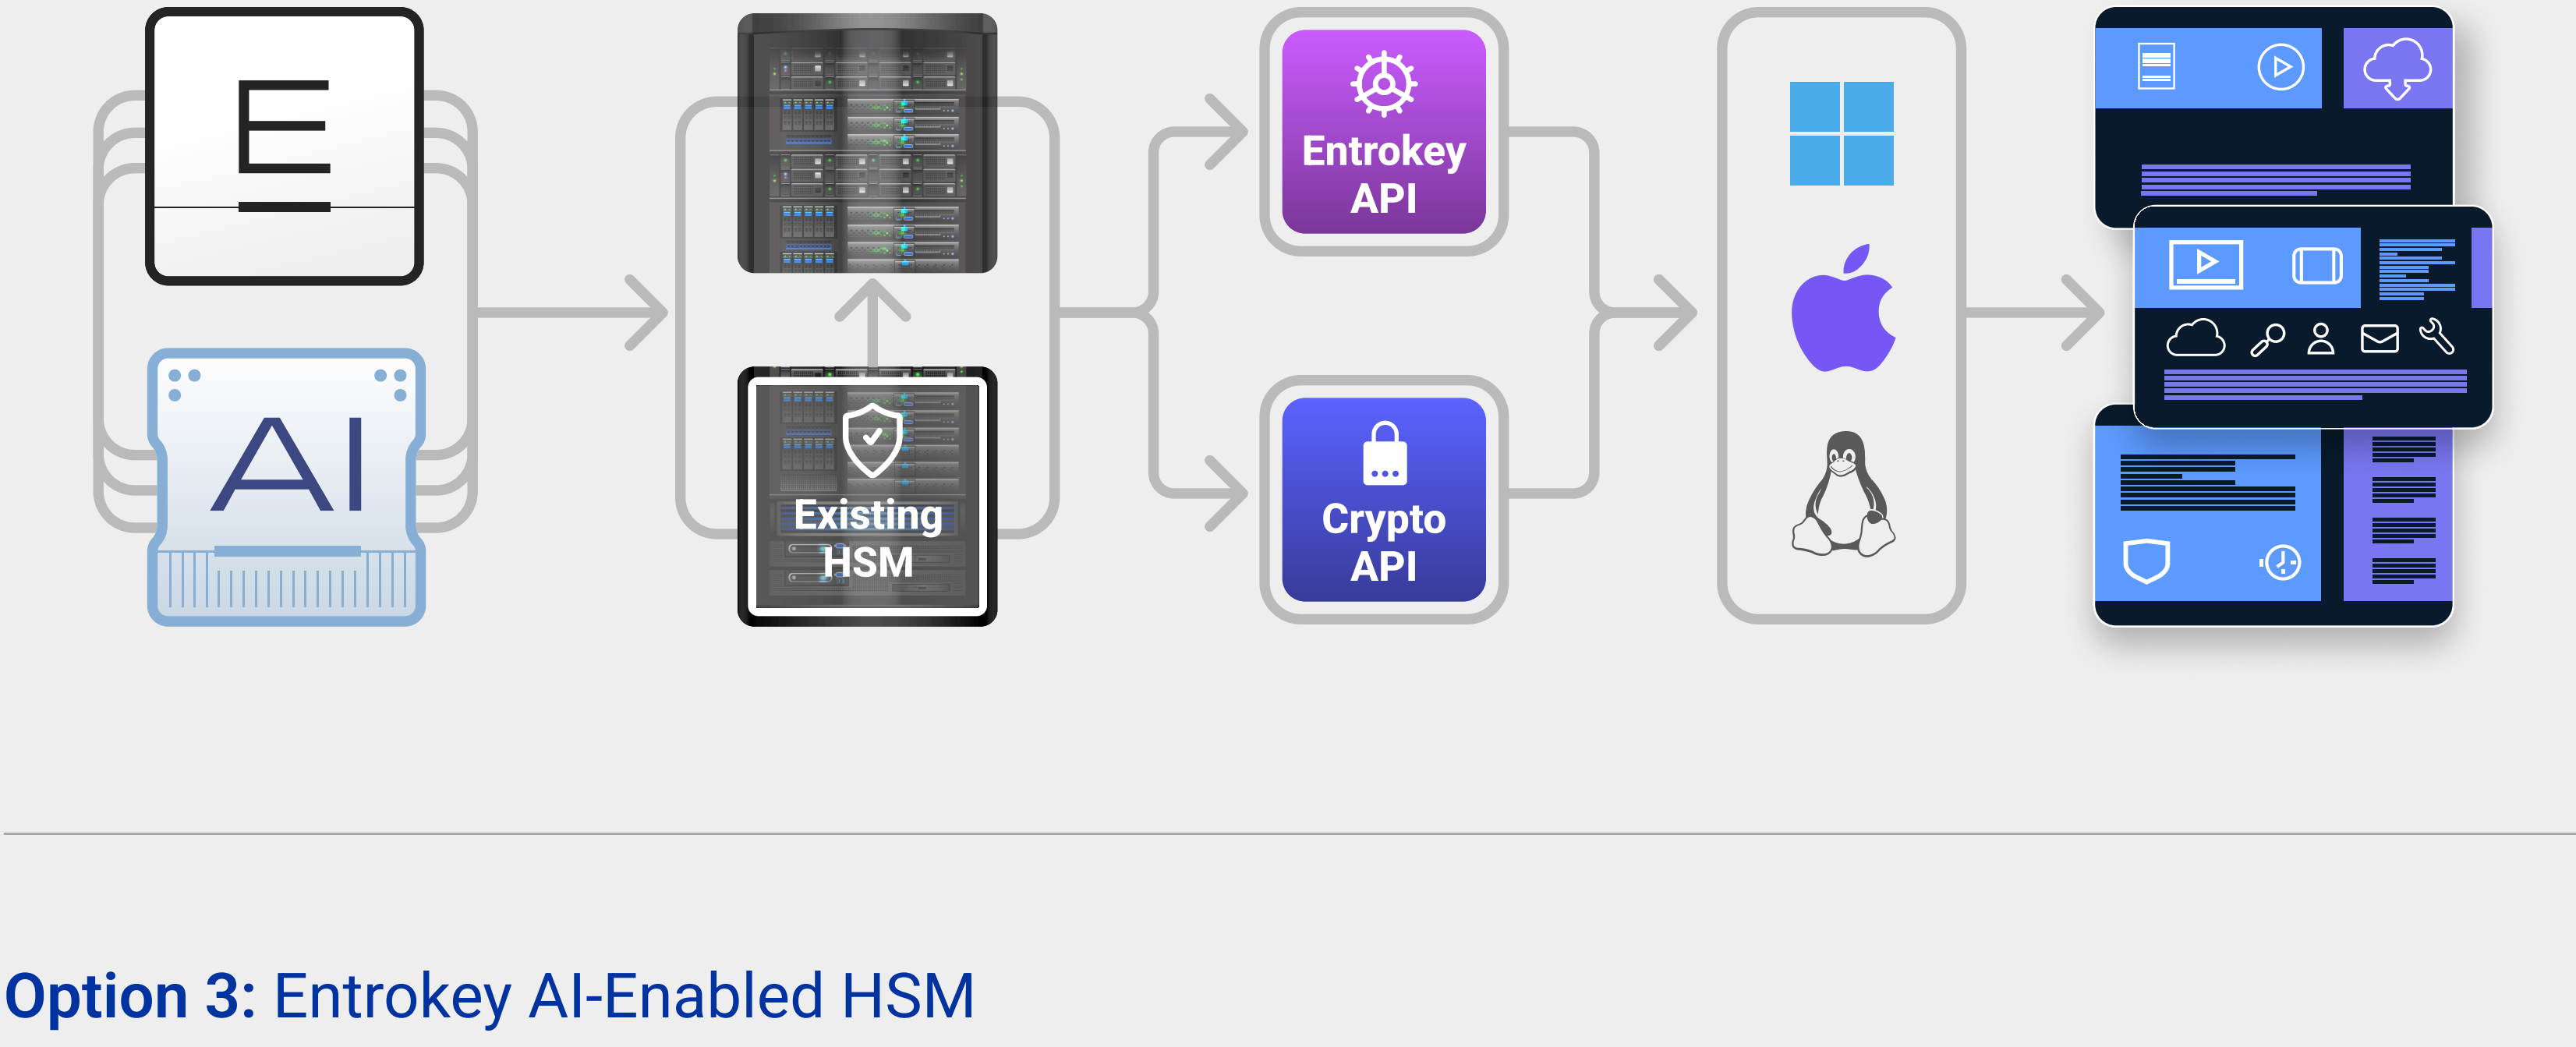 E
AI
Existing
HSM
Entrokey
API
Crypto
API
Option 3: Entrokey AI-Enabled HSM